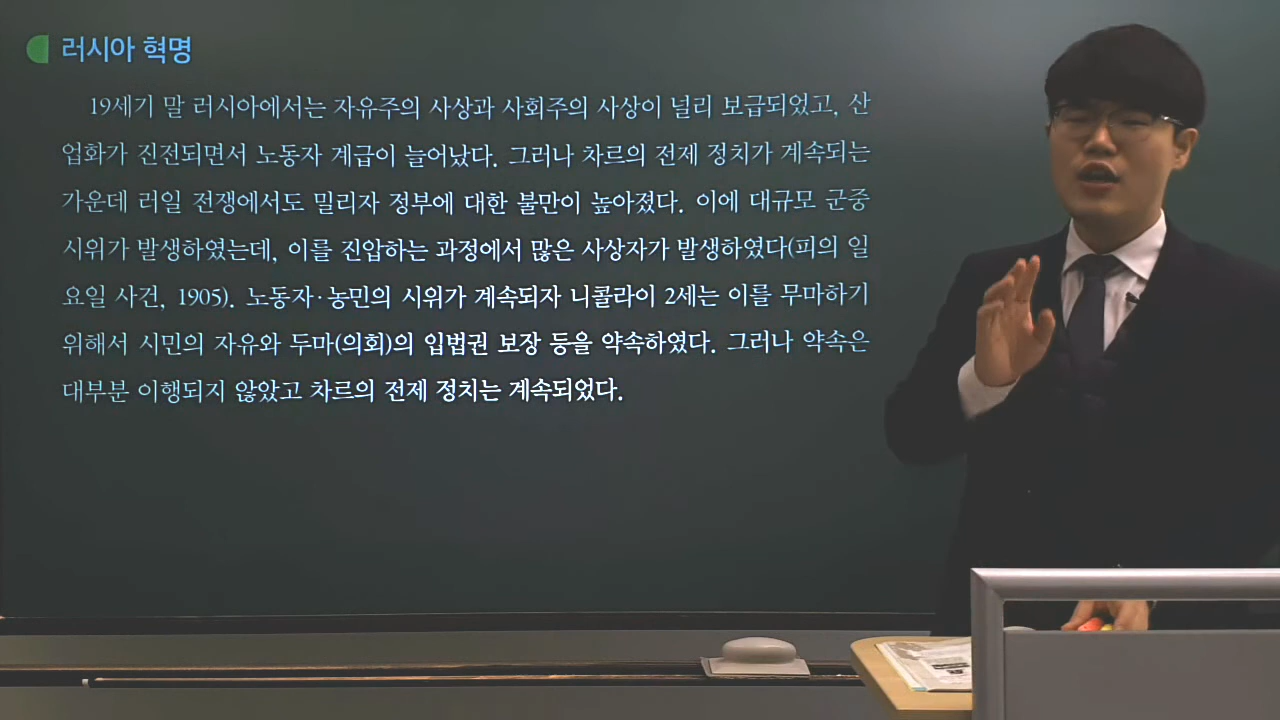 러시아 혁명
19세기 말 러시아에서는 자유주의 사상과 사회주의 사상이 널리 보급되었고, 산
업화가 진전되면서 노동자 계급이 늘어났다. 그러나 차르의 전제 정치가 계속되는
가운데 러일 전쟁에서도 밀리자 정부에 대한 불만이 높아졌다. 이에 대규모 군중
시위가 발생하였는데, 이를 진압하는 과정에서 많은 사상자가 발생하였다(피의 일
요일 사건, 1905). 노동자·농민의 시위가 계속되자 니콜라이 2세는 이를 무마하기
위해서 시민의 자유와 두마(의회)의 입법권 보장 등을 약속하였다. 그러나 약속은
대부분 이행되지 않았고 차르의 전제 정치는 계속되었다.